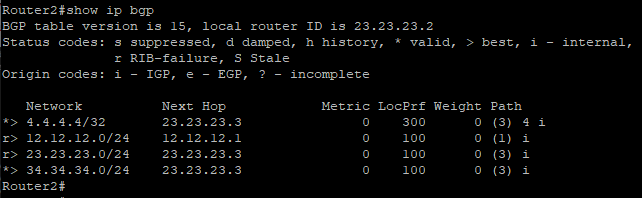 Router2#show ip bgp
BGP table version is 15, local router ID is 23.23.23.2
Status codes: s suppressed, d damped, h history, * valid, > best, i - internal,
              r RIB-failure, S Stale
Origin codes: i - IGP, e - EGP, ? - incomplete

   Network          Next Hop            Metric LocPrf Weight Path
*> 4.4.4.4/32       23.23.23.3               0    300      0 (3) 4 i
r> 12.12.12.0/24    12.12.12.1               0    100      0 (1) i
r> 23.23.23.0/24    23.23.23.3               0    100      0 (3) i
*> 34.34.34.0/24    23.23.23.3               0    100      0 (3) i
Router2#